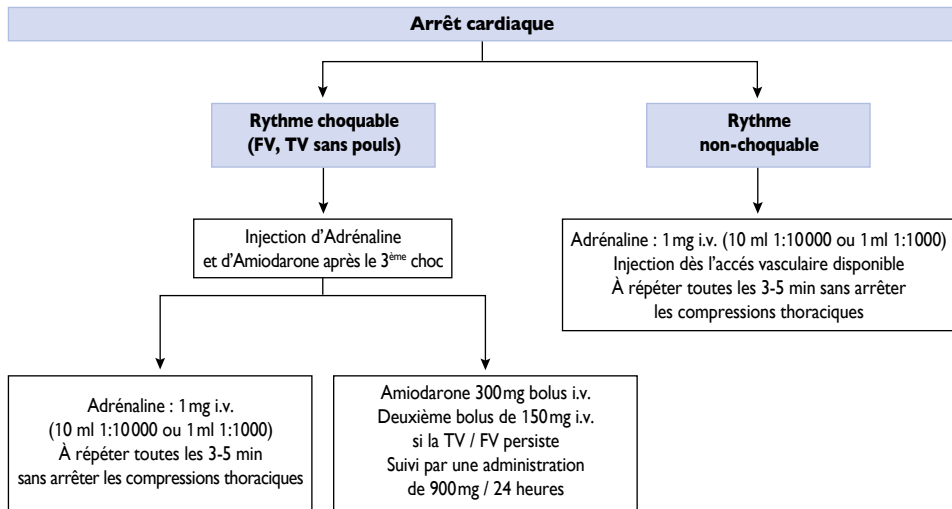 Arrêt cardiaque
Rythme choquable
(FV, TV sans pouls)
Rythme
non-choquable
Injection d'Adrénaline
et d'Amiodarone après le 3ème choc
Adrénaline : 1 mg i.v. (10 ml 1:10 000 ou 1 ml 1:1000)
Injection dès l'accés vasculaire disponible
À répéter toutes les 3-5 min sans arrêter
les compressions thoraciques
Adrénaline : 1 mg i.v.
(10 ml 1:10 000 ou 1 ml 1:1000)
À répéter toutes les 3-5 min
sans arrêter les compressions thoraciques
Amiodarone 300 mg bolus i.v.
Deuxième bolus de 150 mg i.v.
si la TV / FV persiste
Suivi par une administration
de 900 mg / 24 heures